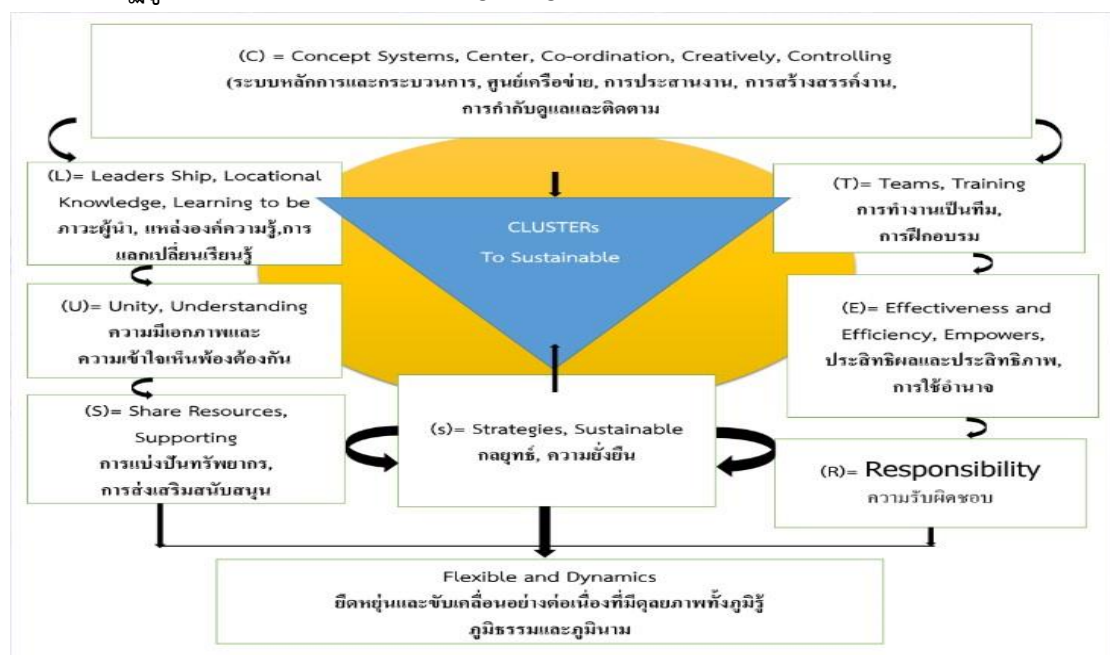 (C) = Concept Systems, Center, Co-ordination, Creatively, Controlling
(ระบบหลักการและกระบวนการ, ศูนย์เครือข่าย, การประสานงาน, การสร้างสรรค์งาน,
การกำกับดูแลและติดตาม
(L)= Leaders Ship, Locational
Knowledge, Learning to be
ภาวะผู้นำ, แหล่งองค์ความรู้,การ
แลกเปลี่ยนเรียนรู้
(U)= Unity, Understanding
ความมีเอกภาพและ
ความเข้าใจเห็นพ้องต้องกัน
(S)= Share Resources,
Supporting
การแบ่งปันทรัพยากร,
การส่งเสริมสนับสนุน
CLUSTERs
To Sustainable
(s)= Strategies, Sustainable
กลยุทธ์, ความยั่งยืน
(T)= Teams, Training
การทำงานเป็นทีม,
การฝึกอบรม
(E)= Effectiveness and
Efficiency, Empowers,
ประสิทธิผลและประสิทธิภาพ,
การใช้อำนาจ
(R)= Responsibility
ความรับผิดชอบ
Flexible and Dynamics
ยืดหยุ่นและขับเคลื่อนอย่างต่อเนื่องที่มีดุลยภาพทั้งภูมิรู้
ภูมิธรรมและภูมินาม